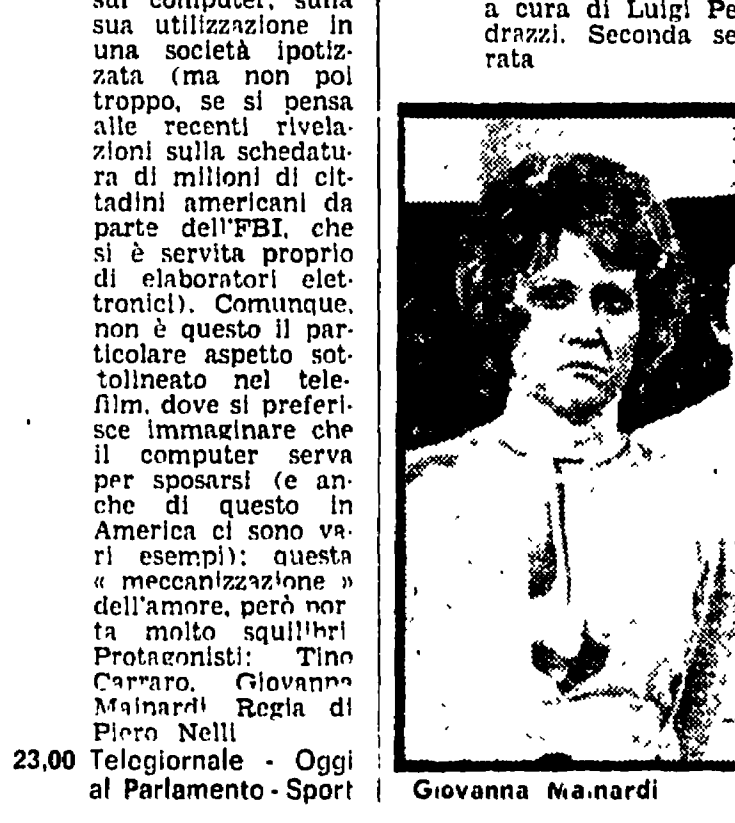 sul computer, sulla
sua utilizzazione in
una società ipotiz-
zata (ma non poi
troppo, se si pensa
alle recenti rivela-
zioni sulla schedatu-
ra di milioni di cit-
tadini americani da
parte dell'FBI, che
si è servita proprio
di elaboratori elet-
tronici). Comunque,
non è questo il par-
ticolare aspetto sot-
tolineato nel tele-
film, dove si preferi-
sce immaginare che
il computer serva
per sposarsi (e an-
che di questo in
America ci sono va-
ri esempi): questa
« meccanizzazione »
dell'amore, però por
ta molto squilibri
Protagonisti: Tino
Carraro, Giovanna
Mainardi Regia di
Piero Nelli
23,00 Telegiornale - Oggi
al Parlamento - Sport
a cura di Luigi Pe
drazzi. Seconda se
rata
Giovanna Mainardi